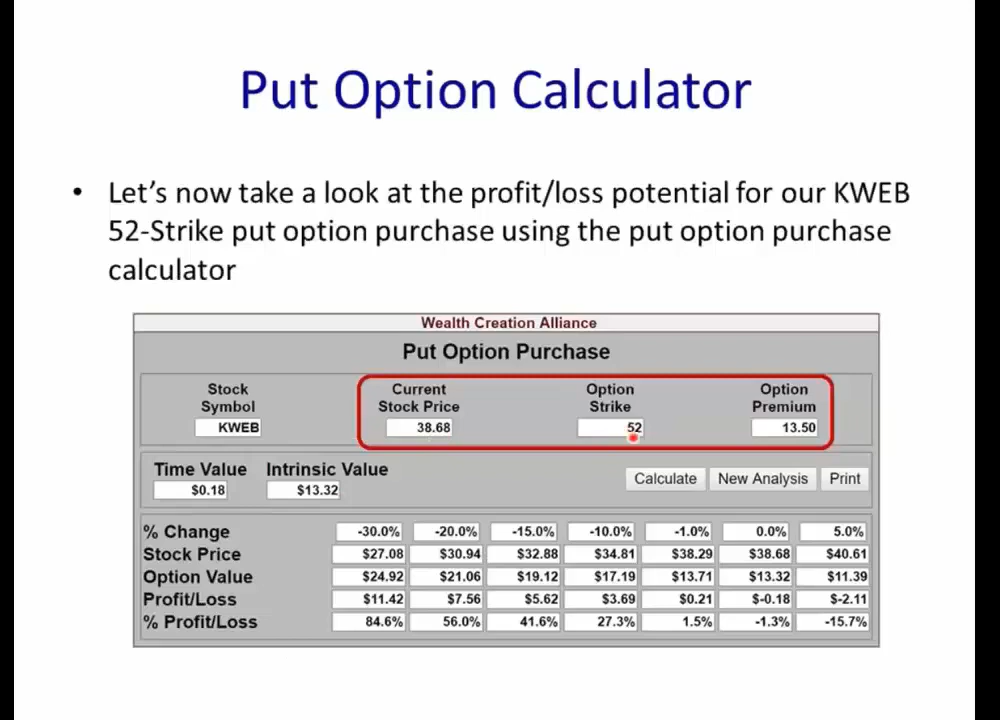 Put Option Calculator
• Let’s now take a look at the profit/loss potential for our KWEB
52-Strike put option purchase using the put option purchase
calculator
Wealth Creation Alliance
Put Option Purchase
Stock Symbol
KWEB
Current Stock Price
38.68
Option Strike
52
Option Premium
13.50
Time Value
$0.18
Intrinsic Value
$13.32
Calculate New Analysis Print
% Change -30.0% -20.0% -15.0% -10.0% -1.0% 0.0% 5.0%
Stock Price $27.08 $30.94 $32.88 $34.81 $38.29 $38.68 $40.61
Option Value $24.92 $21.06 $19.12 $17.19 $13.71 $13.32 $11.39
Profit/Loss $11.42 $7.56 $5.62 $3.69 $0.21 $-0.18 $-2.11
% Profit/Loss 84.6% 56.0% 41.6% 27.3% 1.5% -1.3% -15.7%